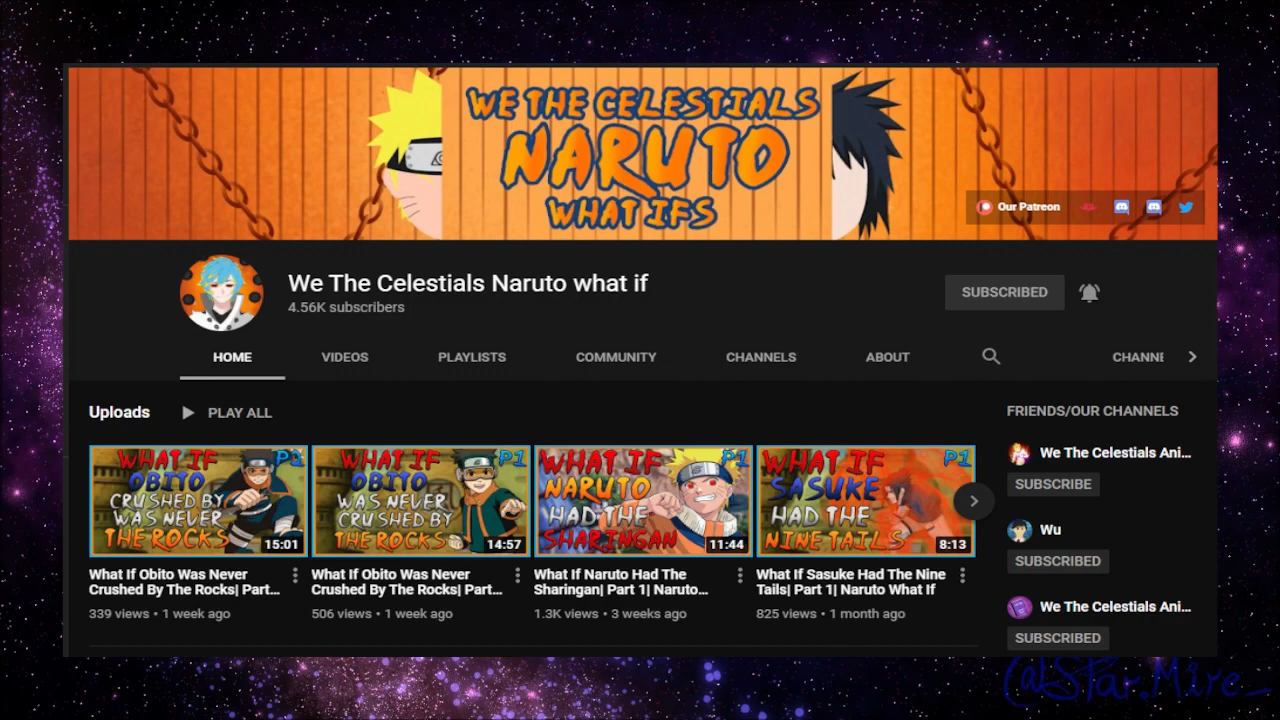 WE THE CELESTIALS
NARUTO
WHAT IFS
Our Patreon
We The Celestials Naruto what if
4.56K subscribers
SUBSCRIBED
HOME
VIDEOS
PLAYLISTS
COMMUNITY
CHANNELS
ABOUT
CHANNE
Uploads
PLAY ALL
WHAT IF
P1
OBITO
CRUSHED BY
WAS NEVER
THE ROCKS
15:01
What If Obito Was Never
Crushed By The Rocks| Part...
339 views • 1 week ago
WHAT IF
P1
OBITO
WAS NEVER
CRUSHED BY
THE ROCKS
14:57
What If Obito Was Never
Crushed By The Rocks| Part...
506 views • 1 week ago
WHAT IF
P1
NARUTO
HAD THE
SHARINGAN
11:44
What If Naruto Had The
Sharingan| Part 1| Naruto...
1.3K views • 3 weeks ago
WHAT IF
P1
SASUKE
HAD THE
NINE TAILS
8:13
What If Sasuke Had The Nine
Tails| Part 1| Naruto What If
825 views • 1 month ago
FRIENDS/OUR CHANNELS
We The Celestials Ani...
SUBSCRIBE
Wu
SUBSCRIBED
We The Celestials Ani...
SUBSCRIBED